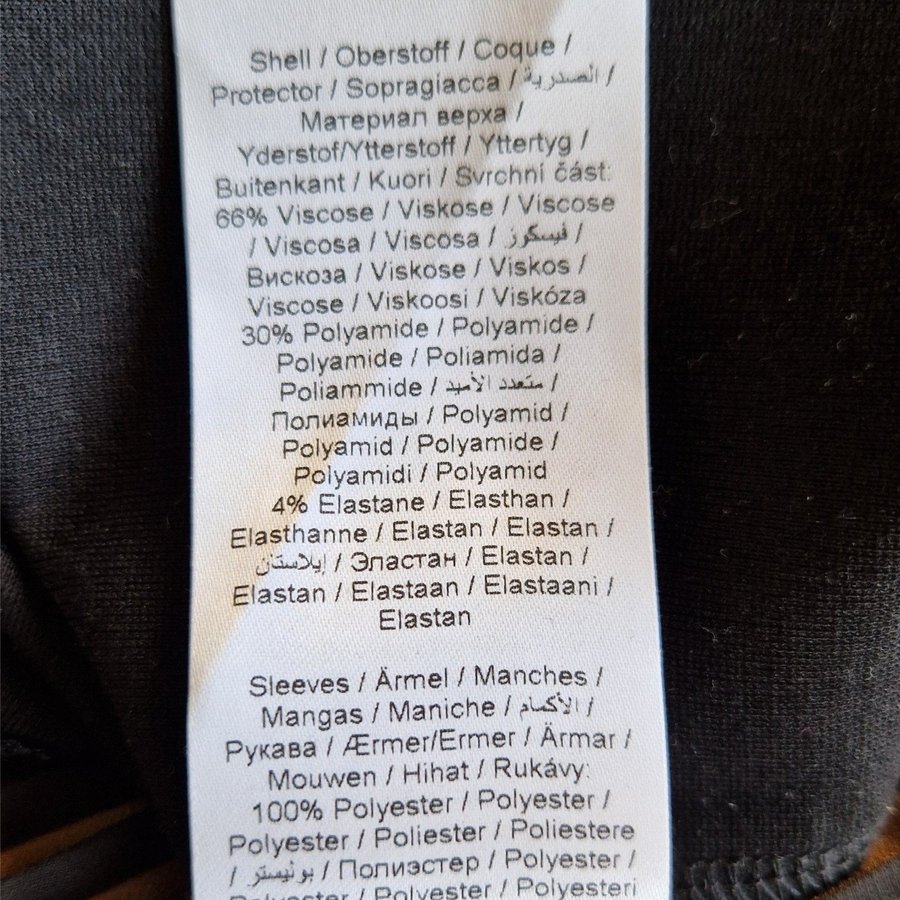 Shell / Oberstoff / Coque /
Protector / Sopragiacca / الصدرية /
Материал верха /
Yderstof/Ytterstoff / Yttertyg /
Buitenkant / Kuori / Svrchní část:
66% Viscose / Viskose / Viscose
/ Viscosa / Viscosa / فيسكوز /
Вискоза / Viskose / Viskos /
Viscose / Viskoosi / Viskóza
30% Polyamide / Polyamide /
Polyamide / Poliamida /
Poliammide / متعدد الأميد /
Полиамиды / Polyamid /
Polyamid / Polyamide /
Polyamidi / Polyamid
4% Elastane / Elasthan /
Elasthanne / Elastan / Elastan /
إيلاستان / Эластан / Elastan /
Elastan / Elastaan / Elastaani /
Elastan
Sleeves / Ärmel / Manches /
Mangas / Maniche / الأكمام /
Рукава / Ærmer/Ermer / Ärmar /
Mouwen / Hihat / Rukávy:
100% Polyester / Polyester /
Polyester / Poliester / Poliestere
/ بوليستر / Полиэстер / Polyester /
Polyester / Polyester / Polyesteri